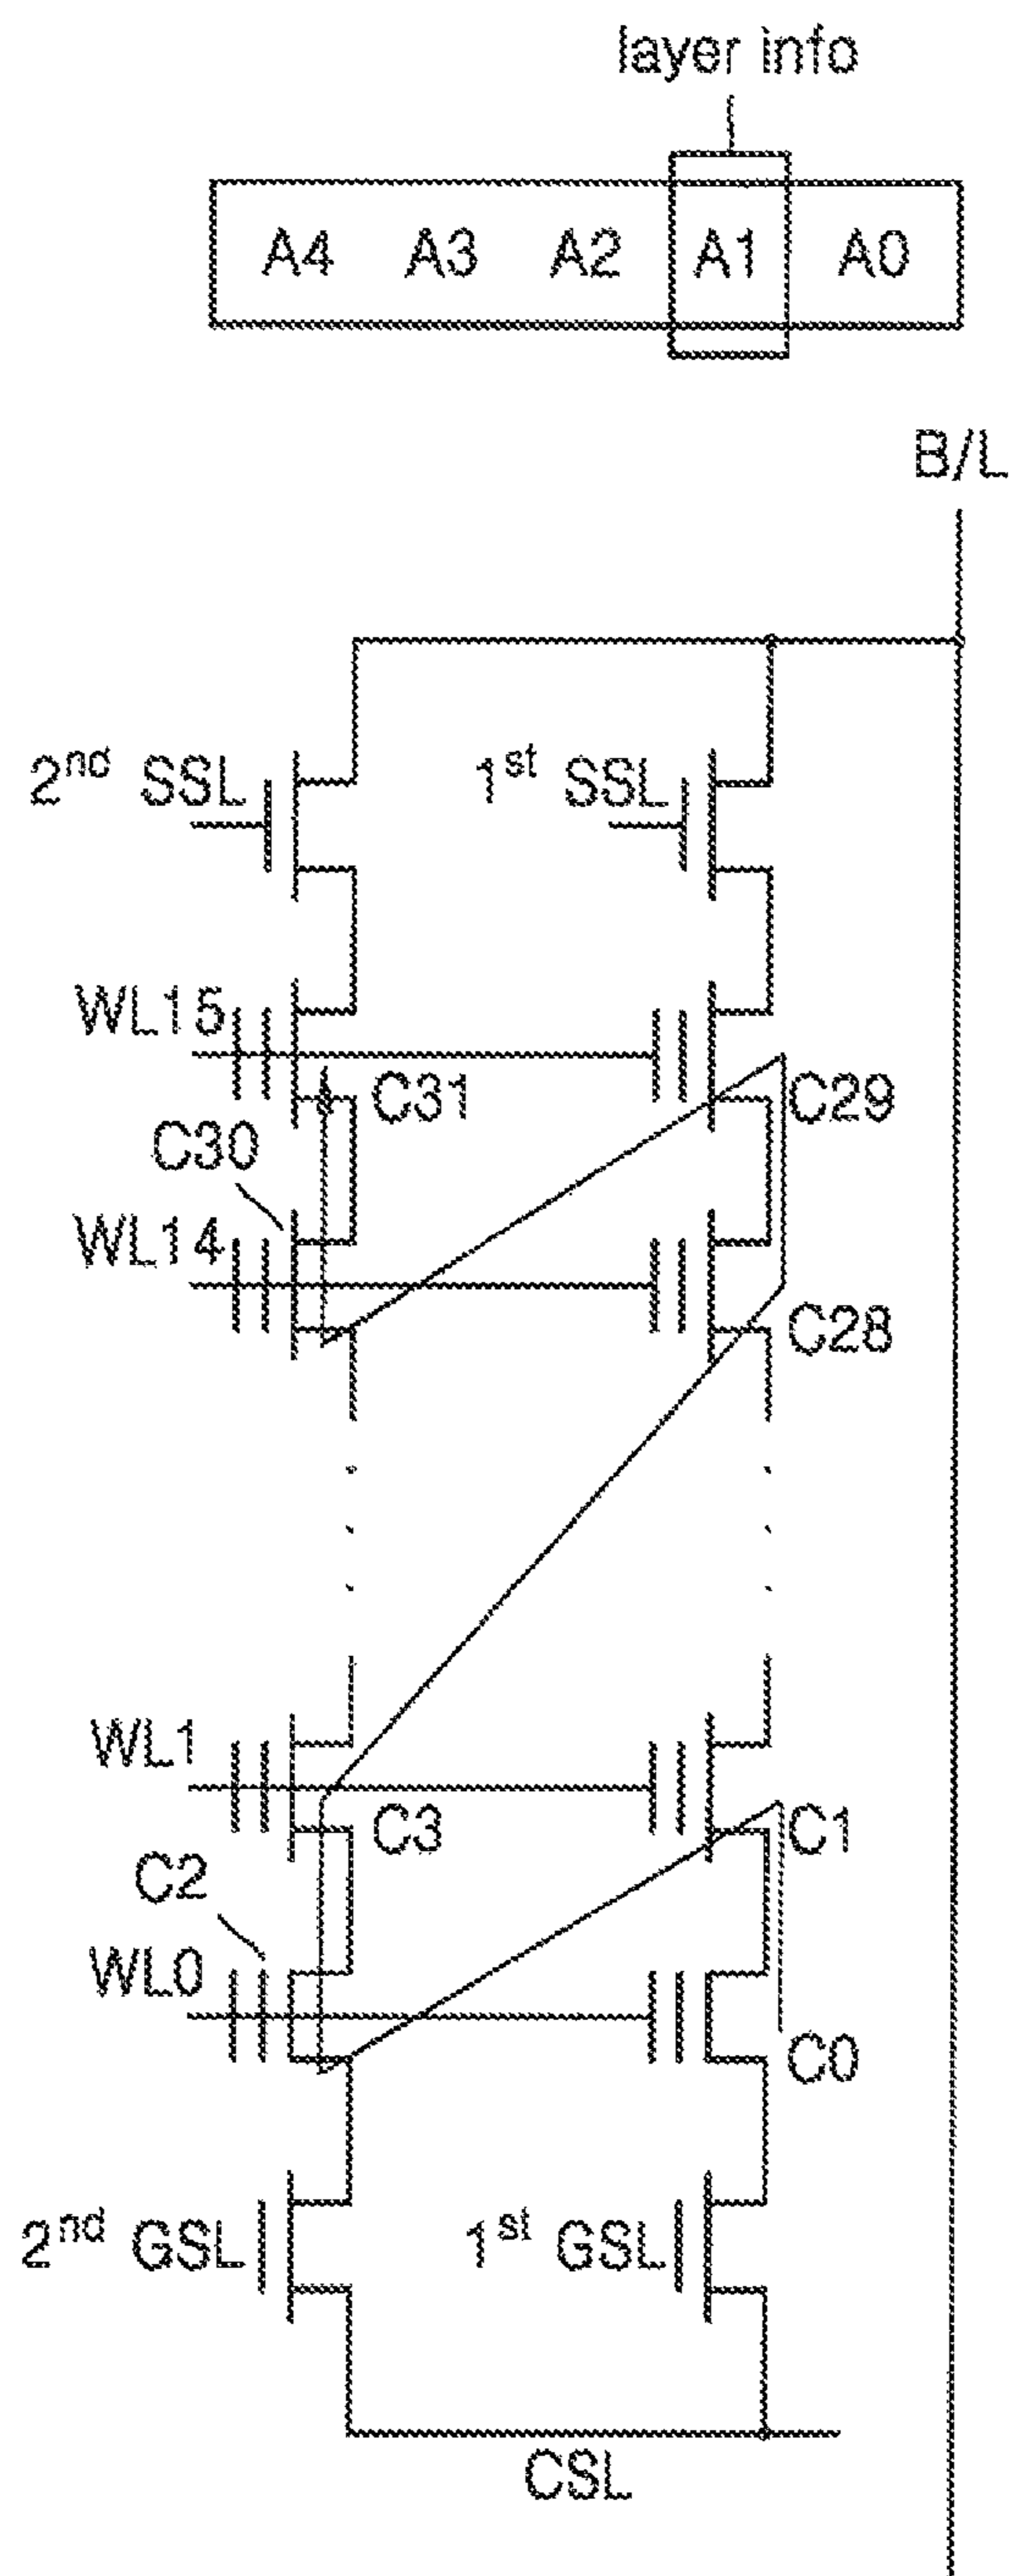 layer info
A4 A3 A2 A1 A0
B/L
2nd SSL 1st SSL
WL15
C31 C29
C30
WL14
C28
WL1
C3 C1
C2
WL0
C0
2nd GSL 1st GSL
CSL